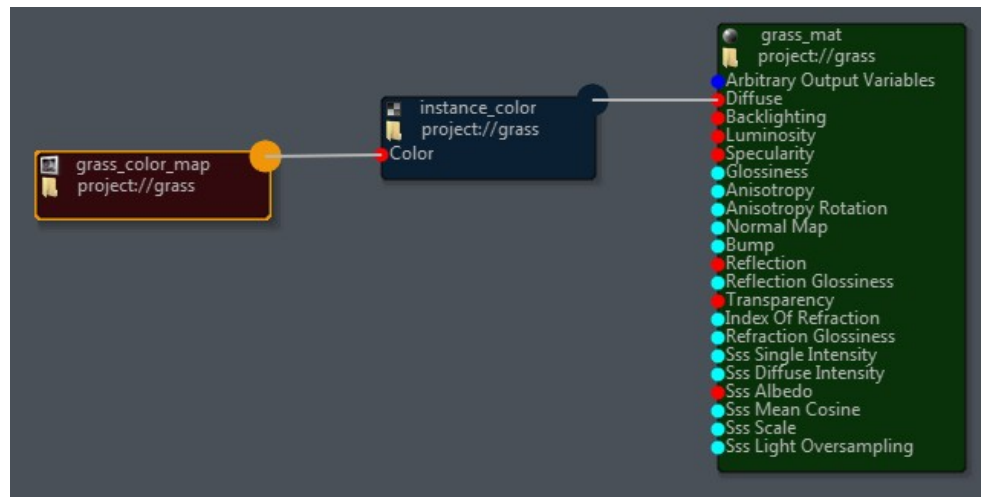 grass_color_map
project://grass
instance_color
project://grass
Color
grass_mat
project://grass
Arbitrary Output Variables
Diffuse
Backlighting
Luminosity
Specularity
Glossiness
Anisotropy
Anisotropy Rotation
Normal Map
Bump
Reflection
Reflection Glossiness
Transparency
Index Of Refraction
Refraction Glossiness
Sss Single Intensity
Sss Diffuse Intensity
Sss Albedo
Sss Mean Cosine
Sss Scale
Sss Light Oversampling